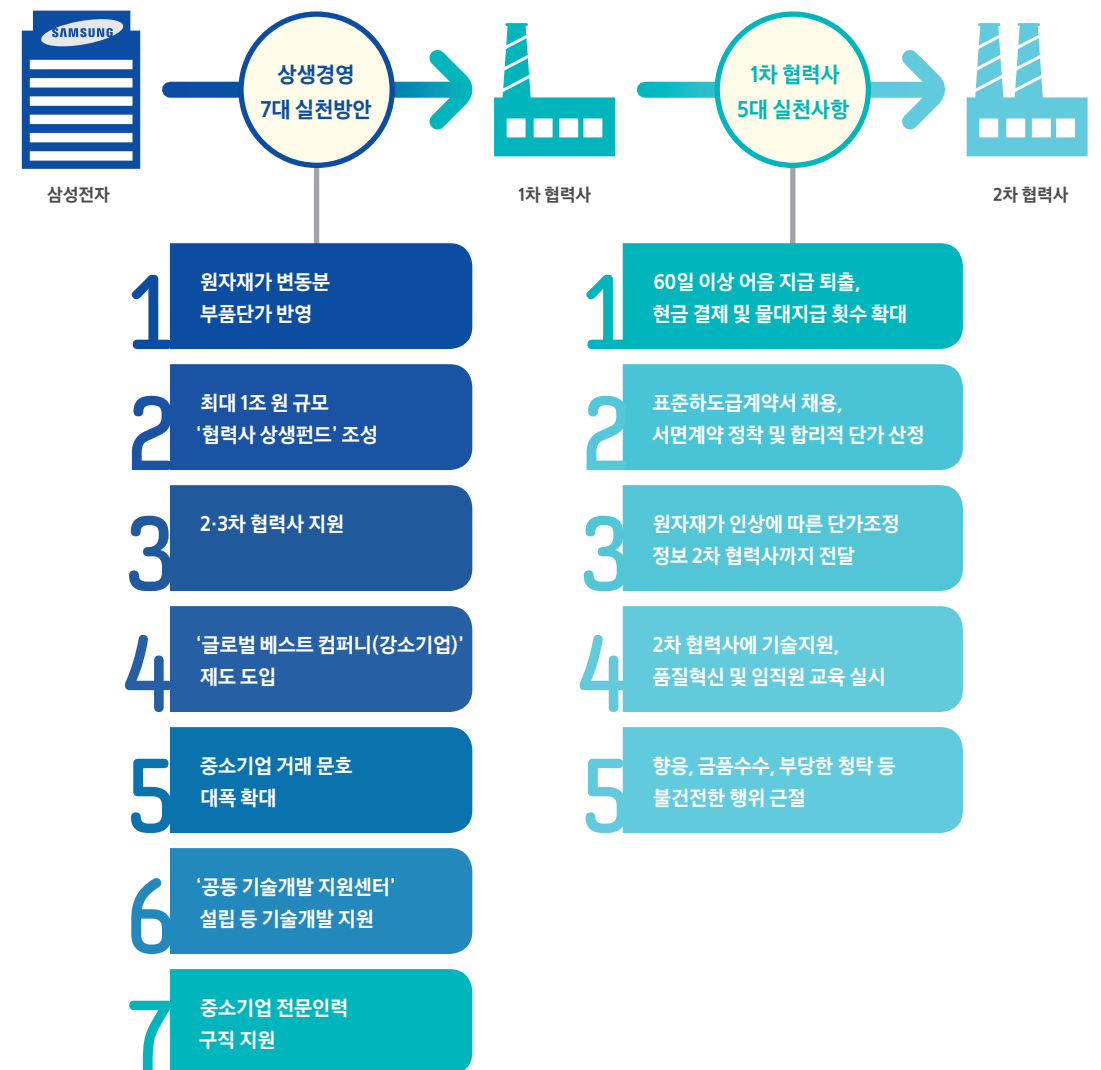 SAMSUNG
상생경영
7대 실천방안
1차 협력사
5대 실천사항
삼성전자
1차 협력사
2차 협력사
1
원자재가 변동분
부품단가 반영
2
최대 1조 원 규모
‘협력사 상생펀드’ 조성
3
2·3차 협력사 지원
4
‘글로벌 베스트 컴퍼니(강소기업)’
제도 도입
5
중소기업 거래 문호
대폭 확대
6
‘공동 기술개발 지원센터’
설립 등 기술개발 지원
7
중소기업 전문인력
구직 지원
1
60일 이상 어음 지급 퇴출,
현금 결제 및 물대지급 횟수 확대
2
표준하도급계약서 채용,
서면계약 정착 및 합리적 단가 산정
3
원자재가 인상에 따른 단가조정
정보 2차 협력사까지 전달
4
2차 협력사에 기술지원,
품질혁신 및 임직원 교육 실시
5
향응, 금품수수, 부당한 청탁 등
불건전한 행위 근절